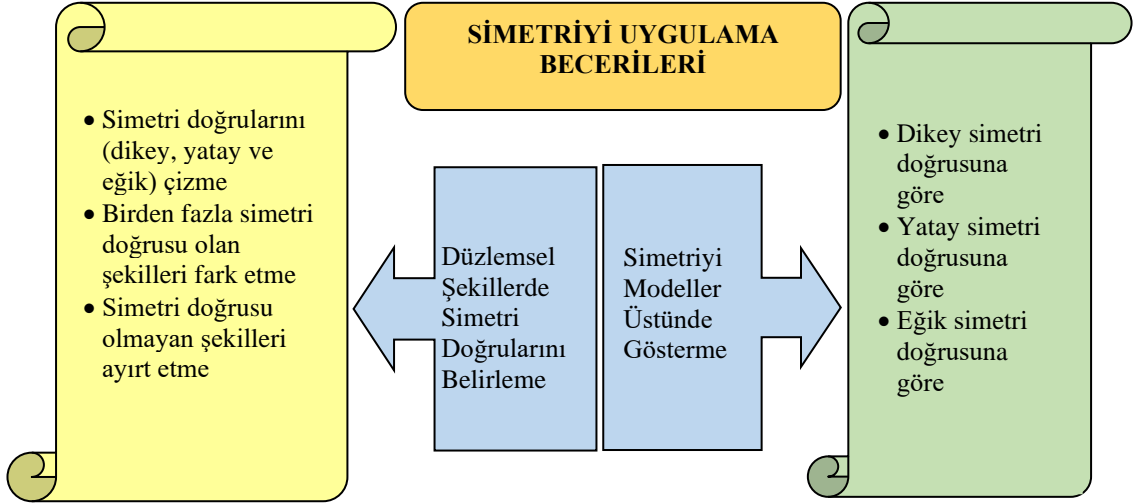 SİMETRİYİ UYGULAMA
BECERİLERİ
• Simetri doğrularını
(dikey, yatay ve
eğik) çizme
• Birden fazla simetri
doğrusu olan
şekilleri fark etme
• Simetri doğrusu
olmayan şekilleri
ayırt etme
Düzlemsel
Şekillerde
Simetri
Doğrularını
Belirleme
Simetriyi
Modeller
Üstünde
Gösterme
• Dikey simetri
doğrusuna
göre
• Yatay simetri
doğrusuna
göre
• Eğik simetri
doğrusuna
göre